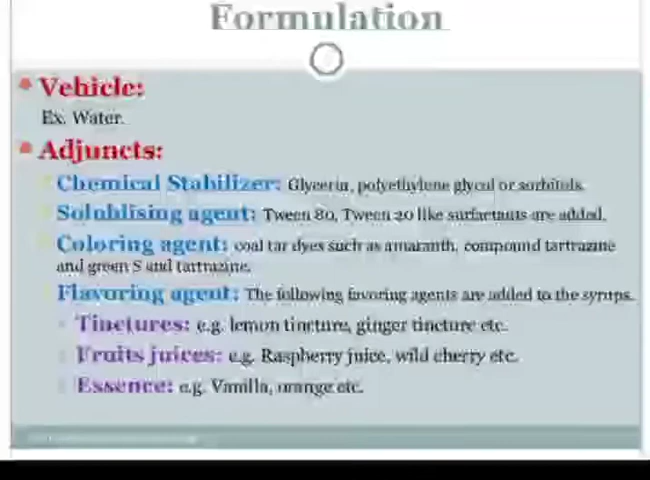 Formulation
Vehicle:
Ex. Water.
Adjuncts:
Chemical Stabilizer: Glycerin, polyethylene glycol or sorbitols.
Solublising agent: Tween 80, Tween 20 like surfactants are added.
Coloring agent: coal tar dyes such as amaranth, compound tartrazine
and green S and tartrazine.
Flavoring agent: The following favoring agents are added to the syrups.
Tinctures: e.g. lemon tincture, ginger tincture etc.
Fruits juices: e.g. Raspberry juice, wild cherry etc.
Essence: e.g. Vanilla, orange etc.